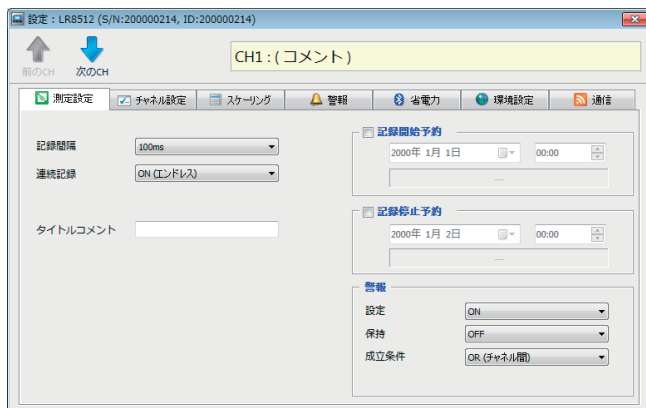 設定 : LR8512 (S/N:200000214, ID:200000214)
前のCH 次のCH CH1 : ( コメント )
測定設定 チャネル設定 スケーリング 警報 省電力 環境設定 通信
記録間隔 100ms
連続記録 ON (エンドレス)
タイトルコメント
記録開始予約
2000年 1月 1日 00:00
---
記録停止予約
2000年 1月 2日 00:00
---
警報
設定 ON
保持 OFF
成立条件 OR (チャネル間)